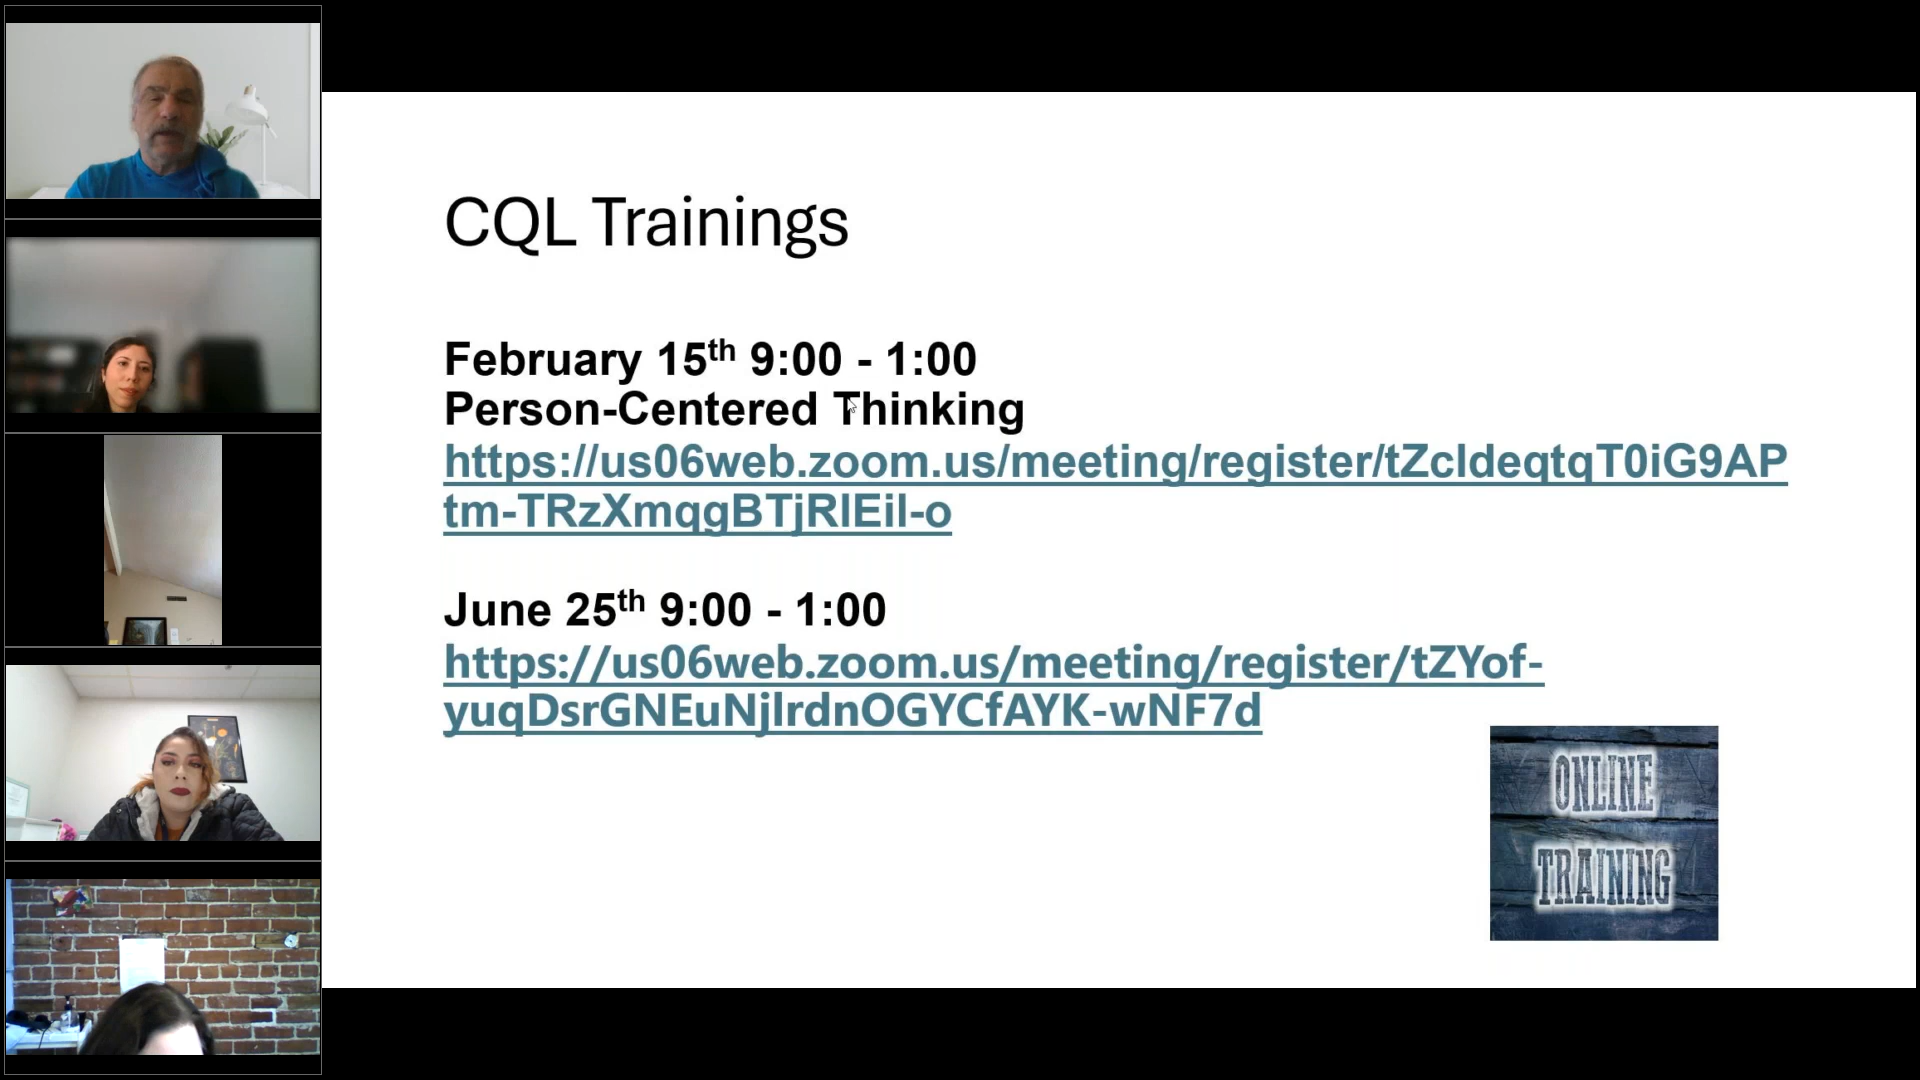 CQL Trainings
February 15th 9:00 - 1:00
Person-Centered Thinking
https://us06web.zoom.us/meeting/register/tZcldeqtqT0iG9AP
tm-TRzXmqgBTjRlEil-o
June 25th 9:00 - 1:00
https://us06web.zoom.us/meeting/register/tZYof-
yuqDsrGNEuNjlrdnOGYCfAYK-wNF7d
ONLINE
TRAINING